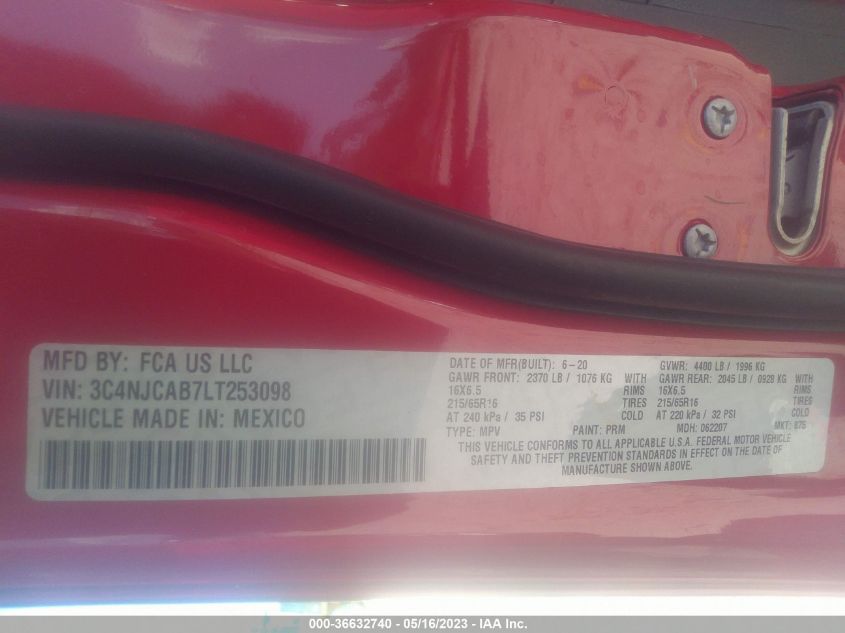 MFD BY: FCA US LLC
VIN: 3C4NJCAB7LT253098
VEHICLE MADE IN: MEXICO
DATE OF MFR(BUILT): 6-20 GVWR: 4400 LB / 1996 KG
GAWR FRONT: 2370 LB / 1076 KG GAWR REAR: 2045 LB / 0928 KG
16X6.5 RIMS 16X6.5 RIMS
215/65R16 TIRES 215/65R16 TIRES
AT 240 kPa / 35 PSI COLD AT 220 kPa / 32 PSI COLD
TYPE: MPV PAINT: PRM MDH: 062207 MKT: 875
THIS VEHICLE CONFORMS TO ALL APPLICABLE U.S.A. FEDERAL MOTOR VEHICLE
SAFETY AND THEFT PREVENTION STANDARDS IN EFFECT ON THE DATE OF
MANUFACTURE SHOWN ABOVE.
000-36632740 - 05/16/2023 - IAA Inc.